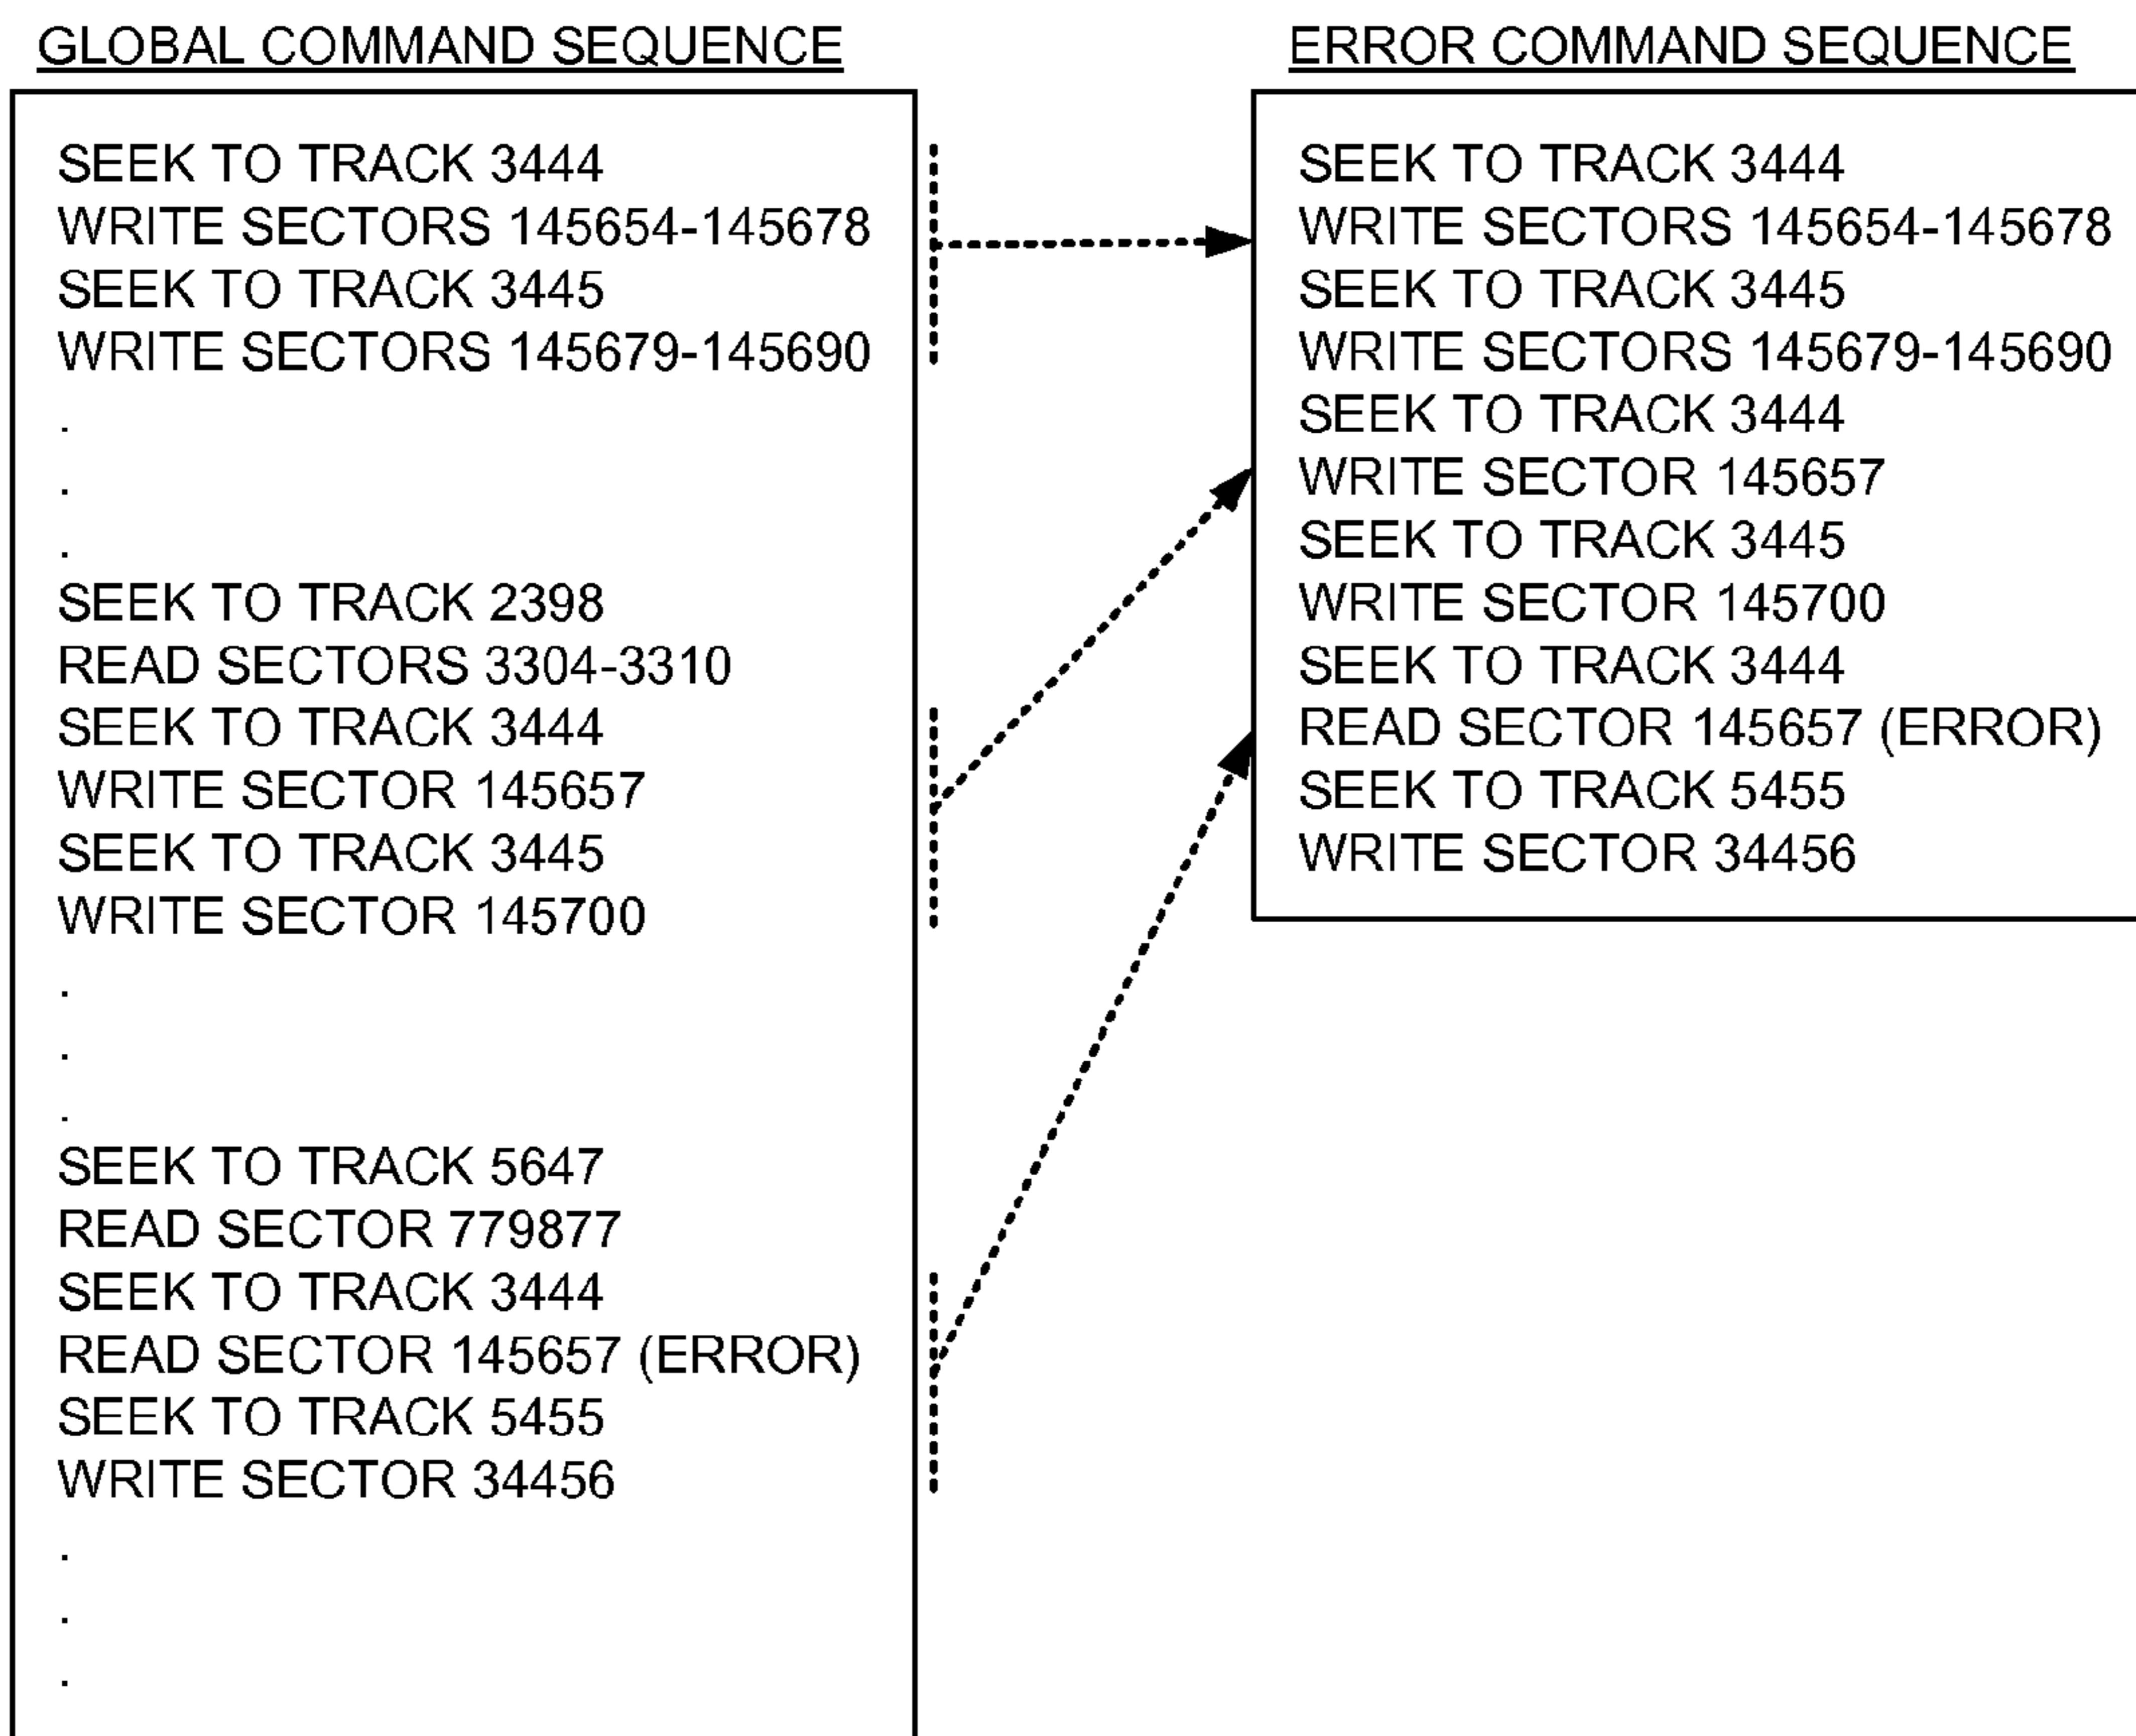 GLOBAL COMMAND SEQUENCE
SEEK TO TRACK 3444
WRITE SECTORS 145654-145678
SEEK TO TRACK 3445
WRITE SECTORS 145679-145690
.
.
.
SEEK TO TRACK 2398
READ SECTORS 3304-3310
SEEK TO TRACK 3444
WRITE SECTOR 145657
SEEK TO TRACK 3445
WRITE SECTOR 145700
.
.
.
SEEK TO TRACK 5647
READ SECTOR 779877
SEEK TO TRACK 3444
READ SECTOR 145657 (ERROR)
SEEK TO TRACK 5455
WRITE SECTOR 34456
.
.
.
ERROR COMMAND SEQUENCE
SEEK TO TRACK 3444
WRITE SECTORS 145654-145678
SEEK TO TRACK 3445
WRITE SECTORS 145679-145690
SEEK TO TRACK 3444
WRITE SECTOR 145657
SEEK TO TRACK 3445
WRITE SECTOR 145700
SEEK TO TRACK 3444
READ SECTOR 145657 (ERROR)
SEEK TO TRACK 5455
WRITE SECTOR 34456